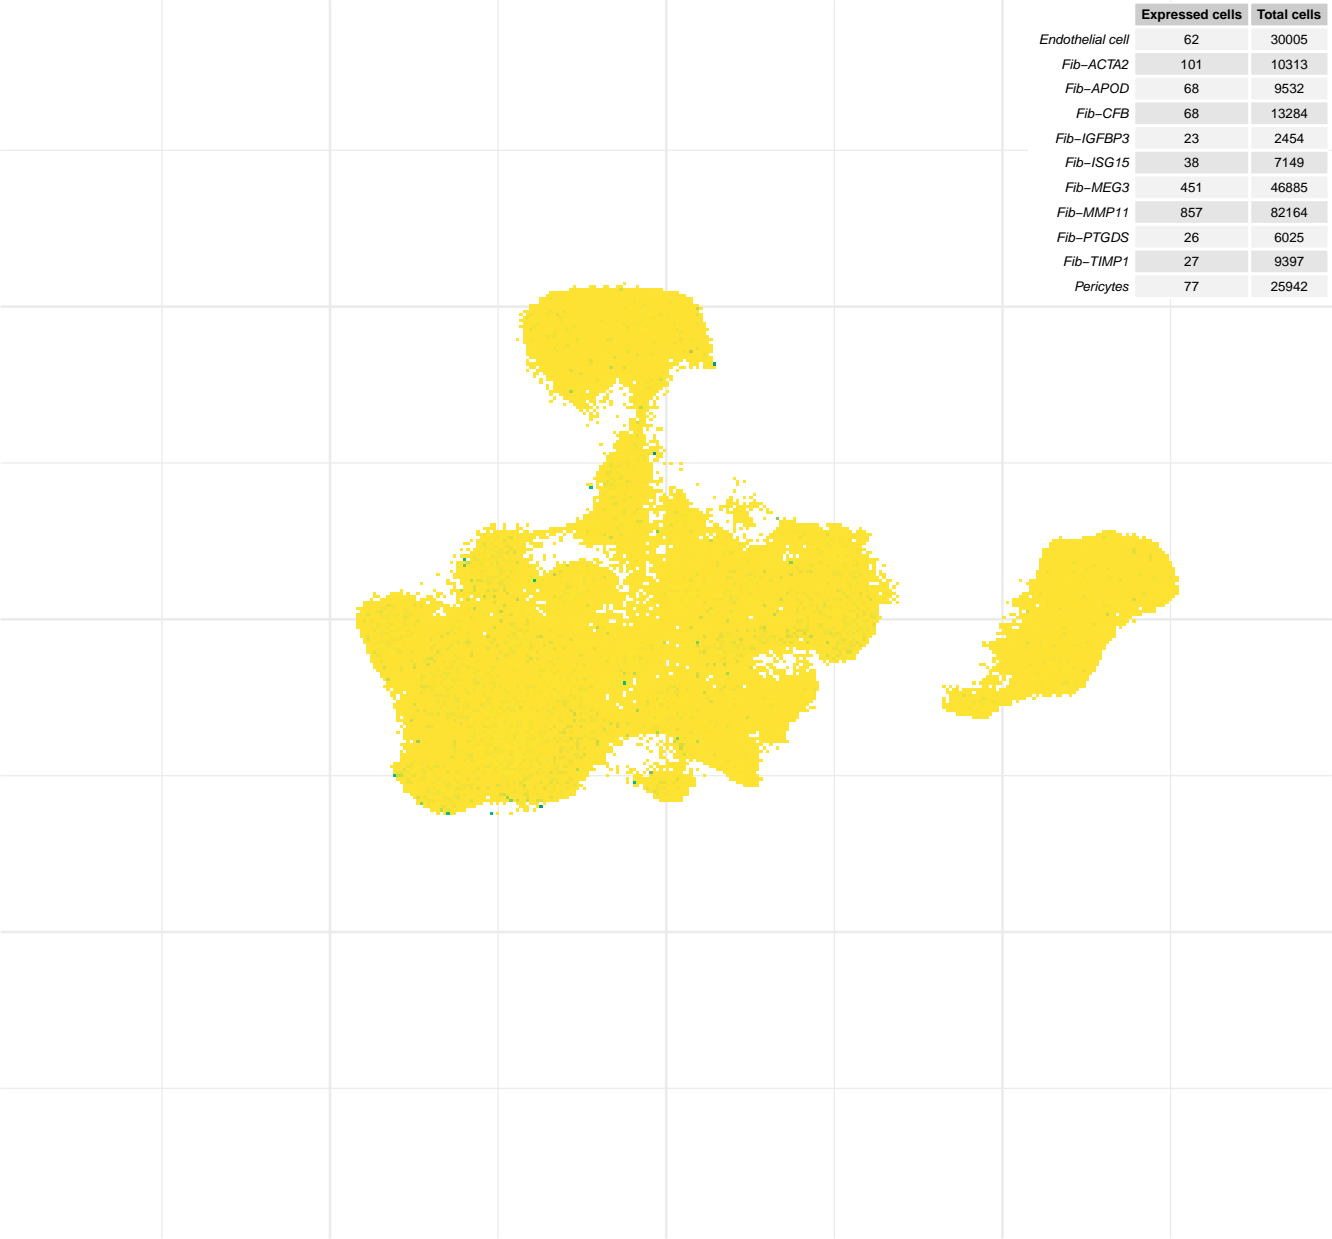 Expressed cells Total cells
Endothelial cell 62 30005
Fib−ACTA2 101 10313
Fib−APOD 68 9532
Fib−CFB 68 13284
Fib−IGFBP3 23 2454
Fib−ISG15 38 7149
Fib−MEG3 451 46885
Fib−MMP11 857 82164
Fib−PTGDS 26 6025
Fib−TIMP1 27 9397
Pericytes 77 25942